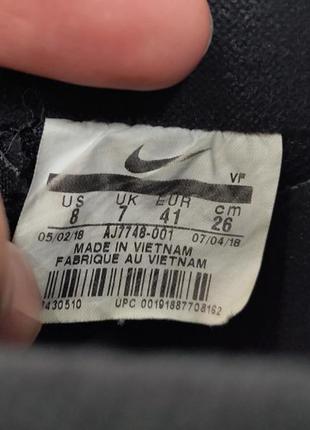 VF
US UK EUR cm
8 7 41 26
05/02/18 AJ7748-001 07/04/18
MADE IN VIETNAM
FABRIQUE AU VIETNAM
430510
UPC 00191887708162